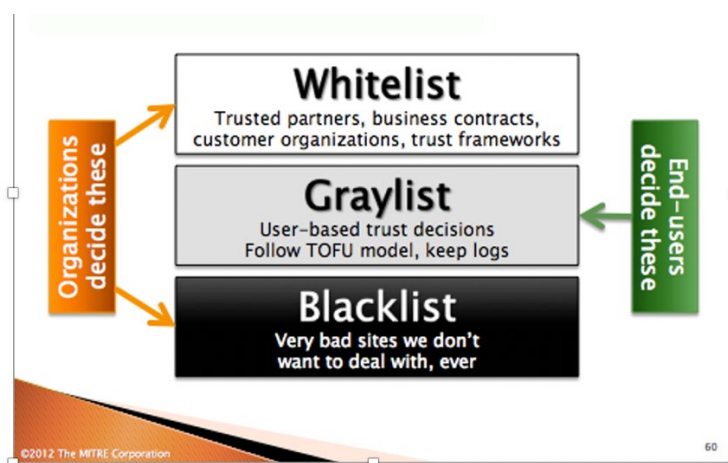 Whitelist
Trusted partners, business contracts,
customer organizations, trust frameworks
Organizations
decide these
Graylist
User-based trust decisions
Follow TOFU model, keep logs
End-users
decide these
Blacklist
Very bad sites we don't
want to deal with, ever
©2012 The MITRE Corporation
60